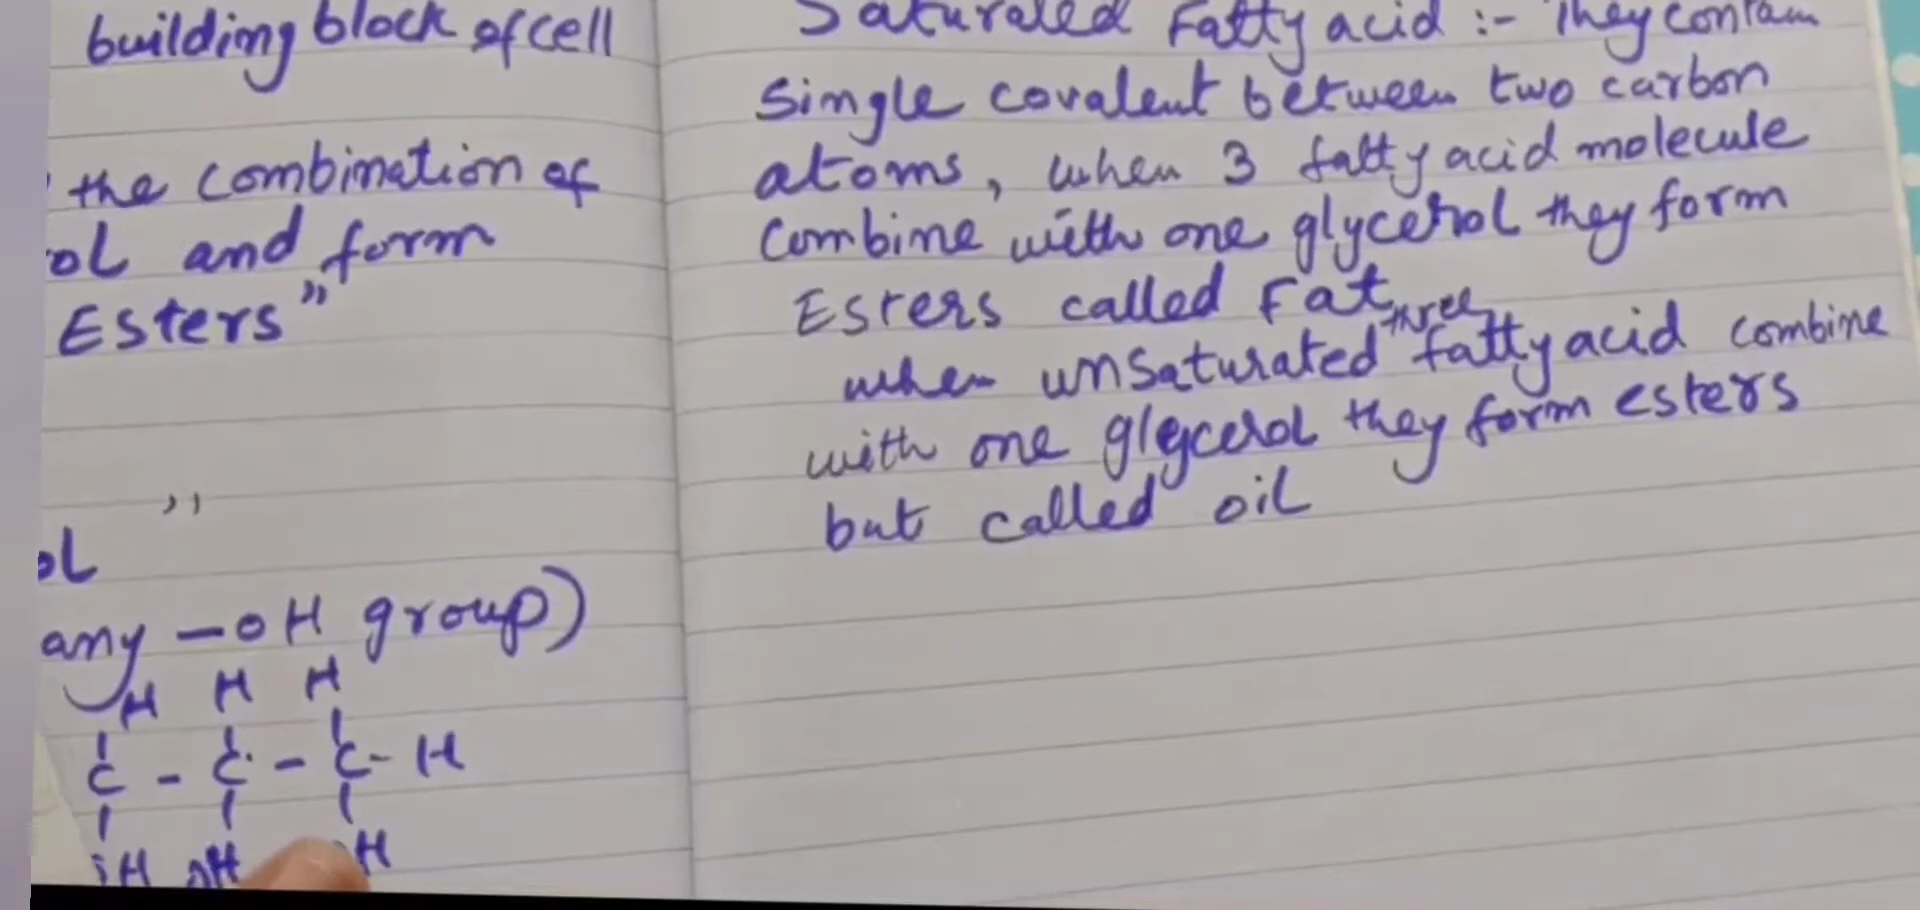 building block of cell
the combination of
ol and form
Esters"
"
ol
any -OH group)
H H H
C - C - C - H
H OH H
Saturated Fatty acid :- They contain
Single covalent between two carbon
atoms, when 3 fatty acid molecule
combine with one glycerol they form
Esters called Fat
three
when unsaturated fatty acid combine
with one glycerol they form esters
but called oil